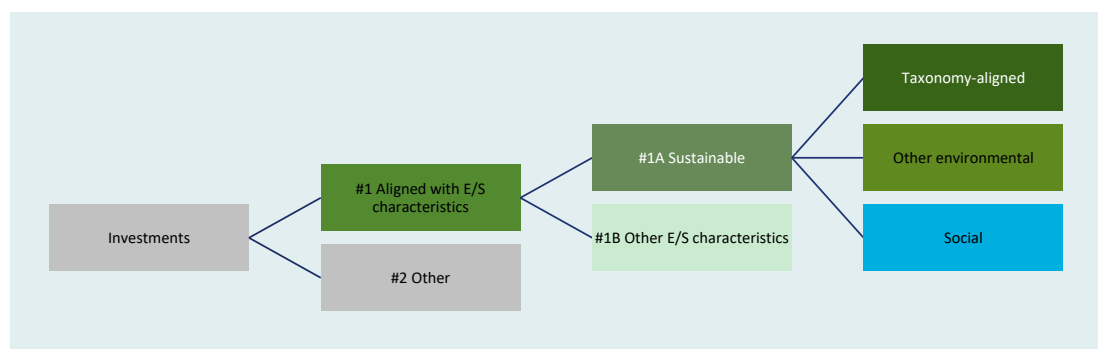 Investments
#1 Aligned with E/S
characteristics
#2 Other
#1A Sustainable
#1B Other E/S characteristics
Taxonomy-aligned
Other environmental
Social